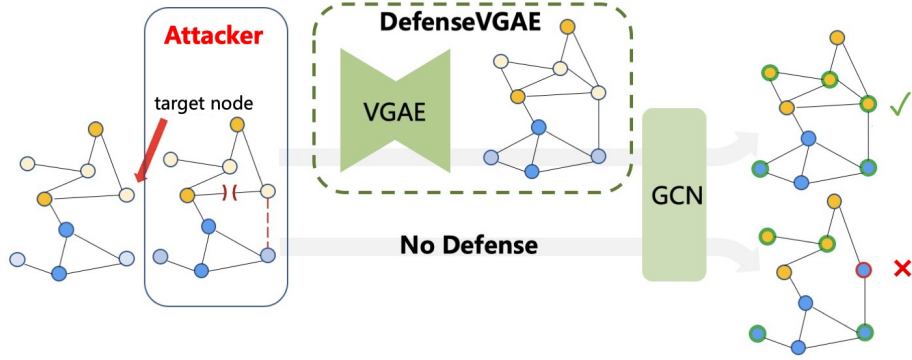 Attacker
target node
DefenseVGAE
VGAE
GCN
No Defense